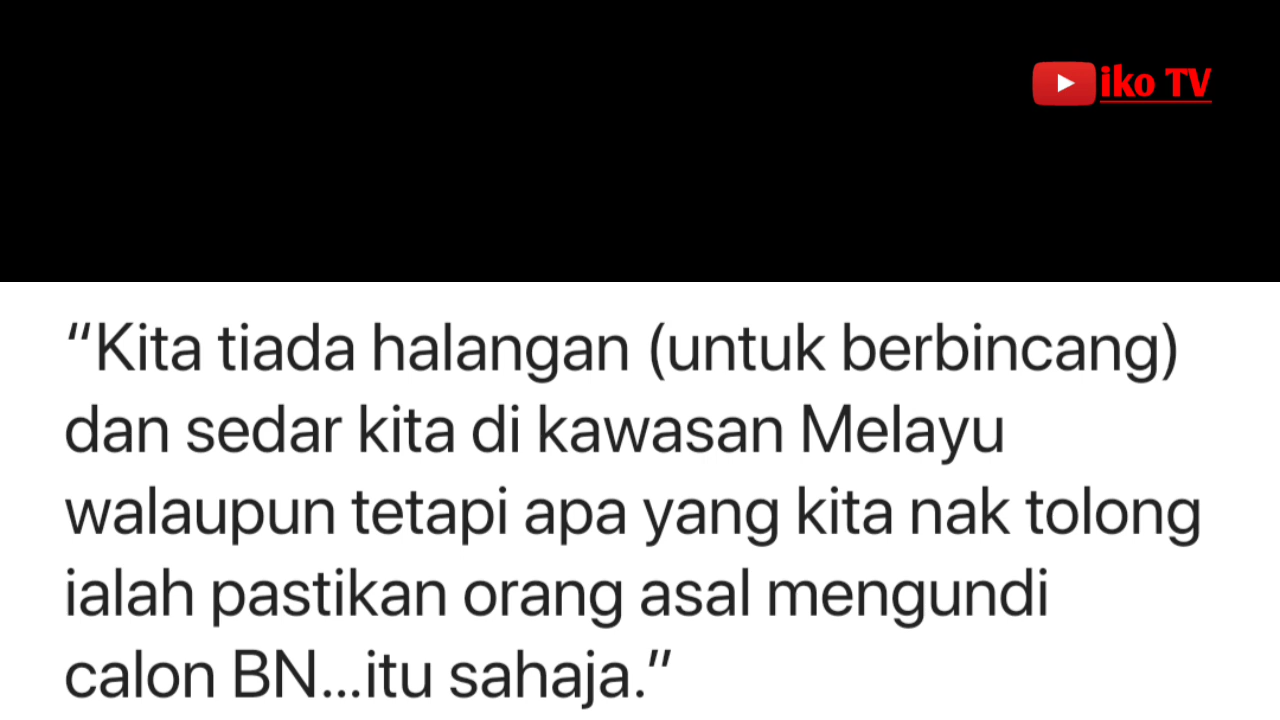 iko TV
“Kita tiada halangan (untuk berbincang)
dan sedar kita di kawasan Melayu
walaupun tetapi apa yang kita nak tolong
ialah pastikan orang asal mengundi
calon BN...itu sahaja.”